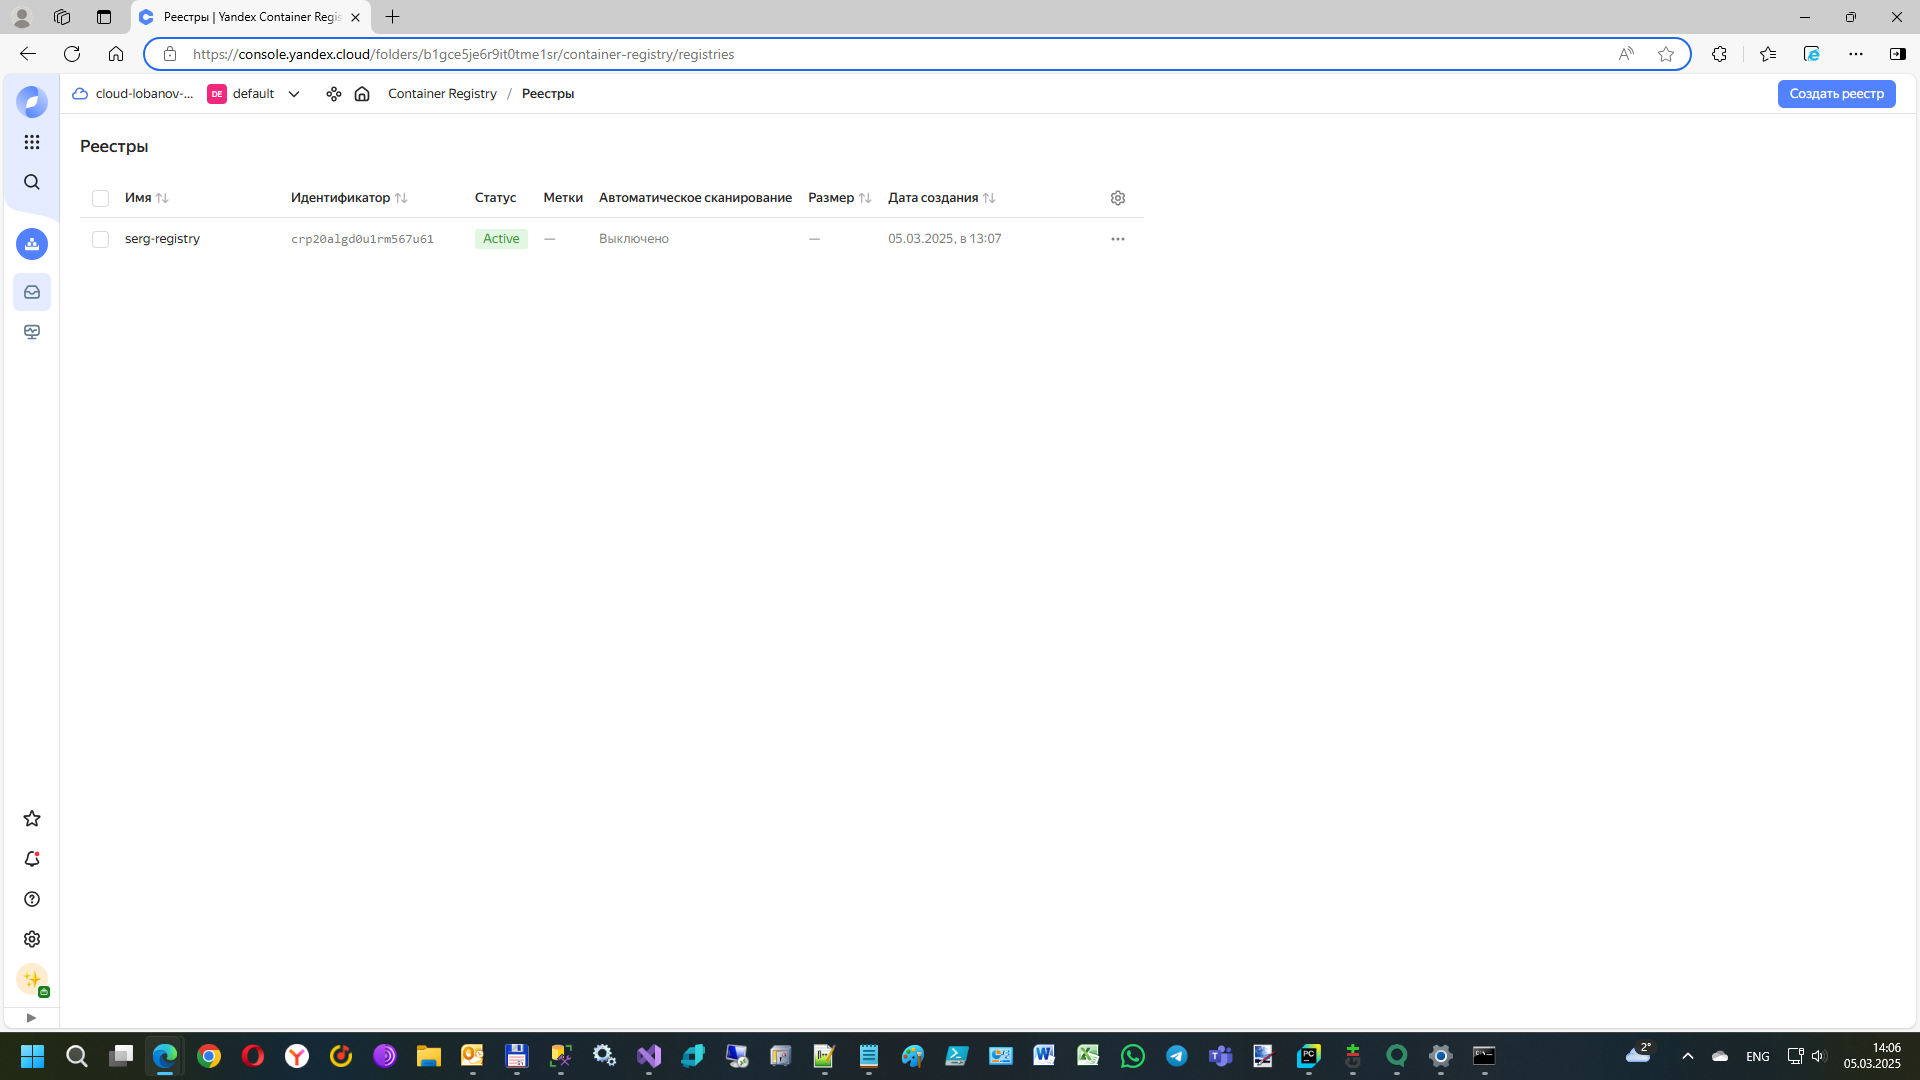 Реестры | Yandex Container Regis
https://console.yandex.cloud/folders/b1gce5je6r9it0tme1sr/container-registry/registries
cloud-lobanov-... DE default Container Registry / Реестры Создать реестр
Реестры
Имя Идентификатор Статус Метки Автоматическое сканирование Размер Дата создания
serg-registry crp20algd0u1rm567u61 Active — Выключено — 05.03.2025, в 13:07
2° ENG 14:06
05.03.2025